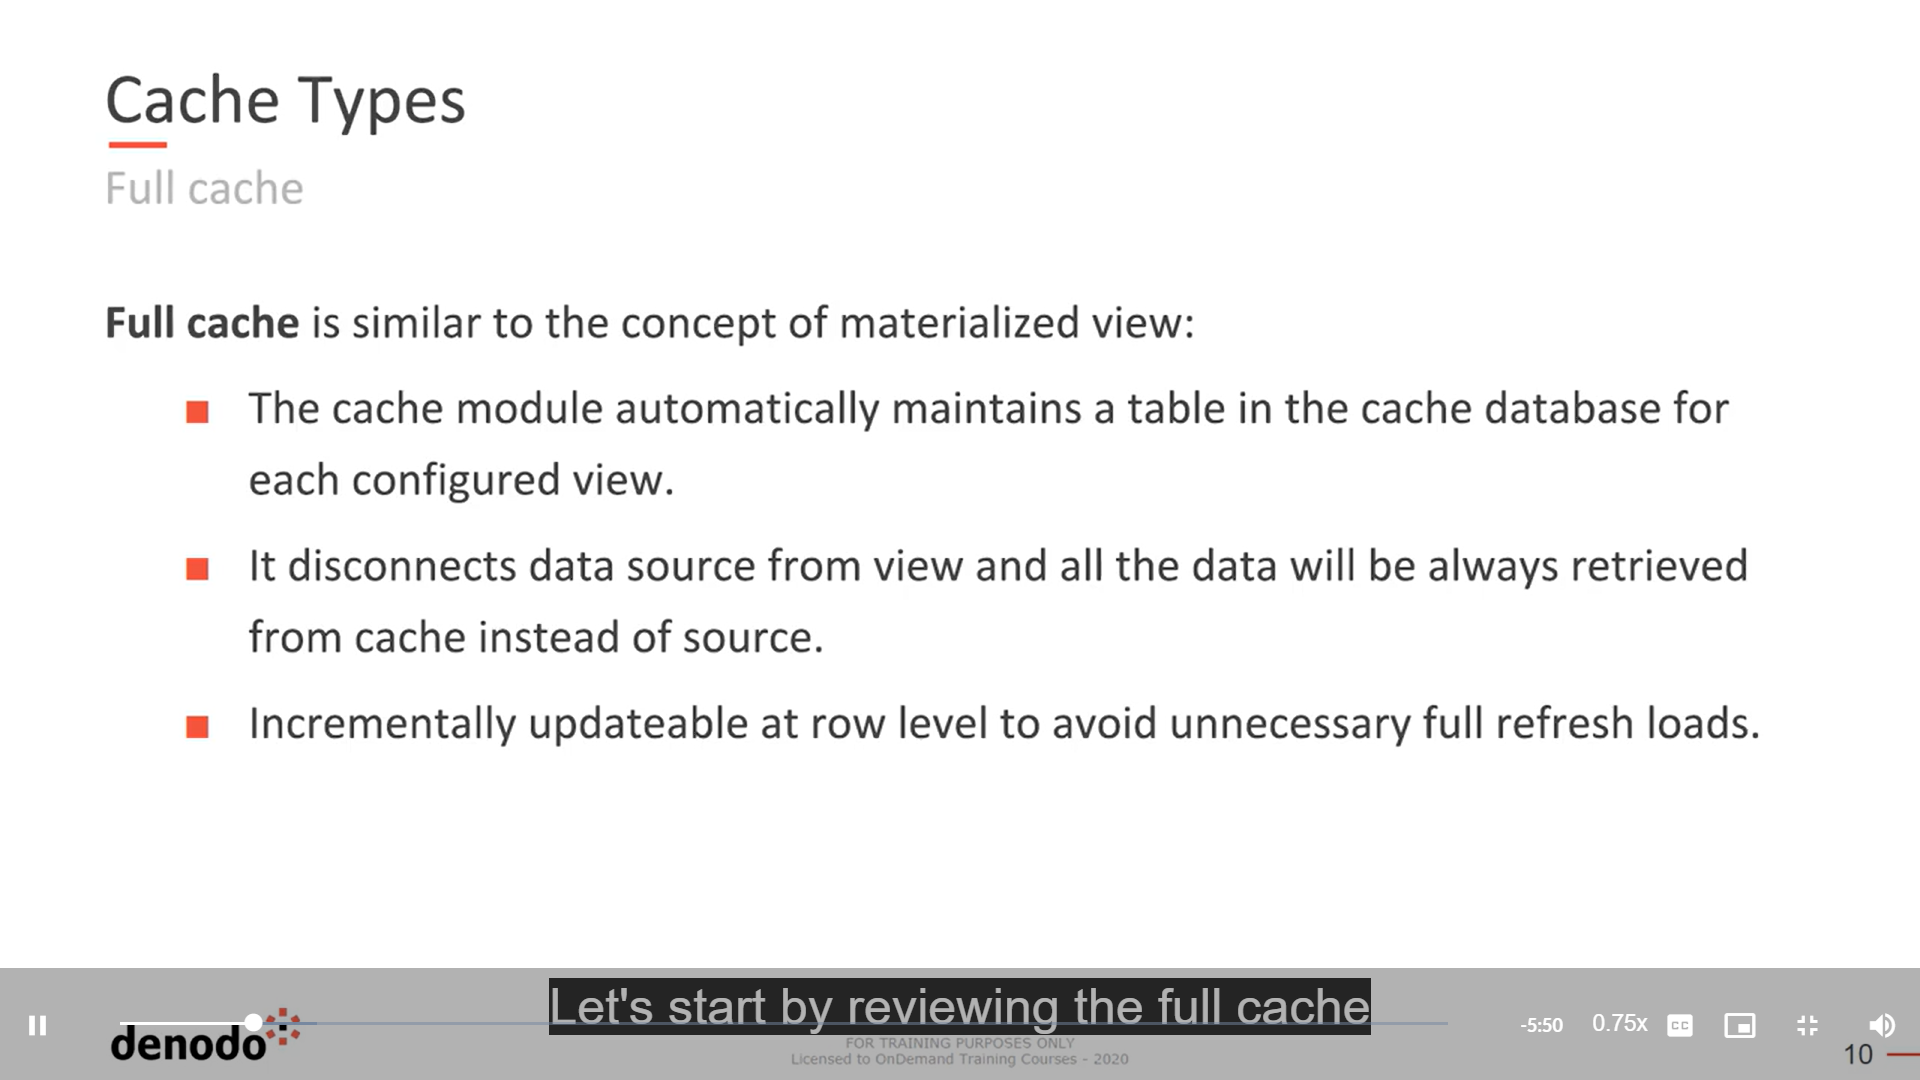 Cache Types
Full cache
Full cache is similar to the concept of materialized view:
The cache module automatically maintains a table in the cache database for
each configured view.
It disconnects data source from view and all the data will be always retrieved
from cache instead of source.
Incrementally updateable at row level to avoid unnecessary full refresh loads.
Let's start by reviewing the full cache
-5:50
0.75x
CC
denodo
FOR TRAINING PURPOSES ONLY
Licensed to OnDemand Training Courses - 2020
10